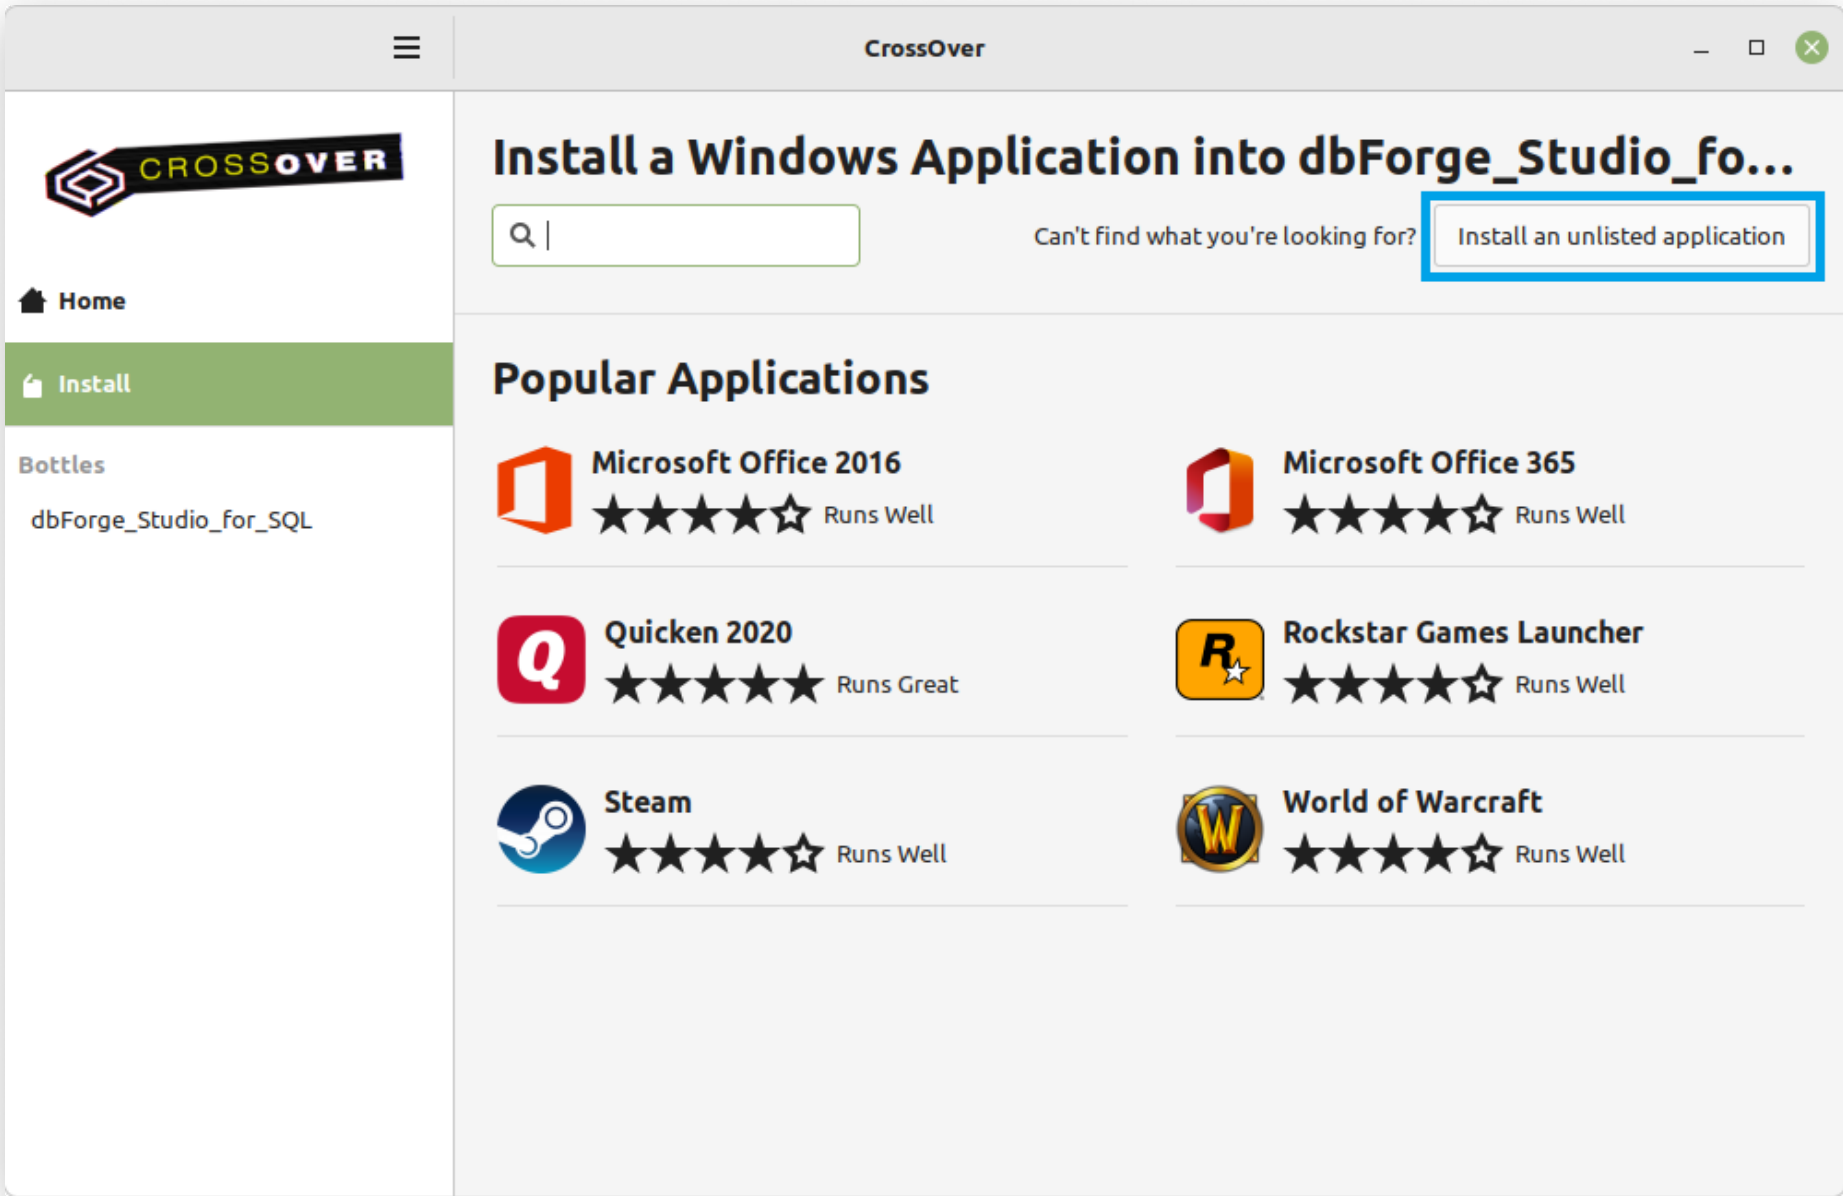 CrossOver
CROSSOVER
Home
Install
Bottles
dbForge_Studio_for_SQL
Install a Windows Application into dbForge_Studio_fo...
Can't find what you're looking for? Install an unlisted application
Popular Applications
Microsoft Office 2016
Runs Well
Microsoft Office 365
Runs Well
Quicken 2020
Runs Great
Rockstar Games Launcher
Runs Well
Steam
Runs Well
World of Warcraft
Runs Well